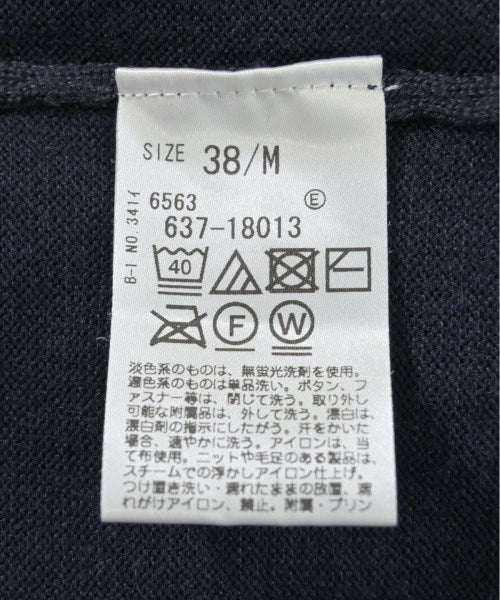 SIZE 38/M
6563 E
637-18013
B-1 NO.3411
40
F W
淡色系のものは、無蛍光洗剤を使用。
濃色系のものは単品洗い。ボタン、フ
ァスナー等は、閉じて洗う。取り外し
可能な附属品は、外して洗う。漂白は、
漂白剤の指示にしたがう。汗をかいた
場合、速やかに洗う。アイロンは、当
て布使用。ニットや毛足のある製品は、
スチームでの浮かしアイロン仕上げ。
つけ置き洗い・濡れたままの放置、濡
れがけアイロン、禁止。附属・プリン